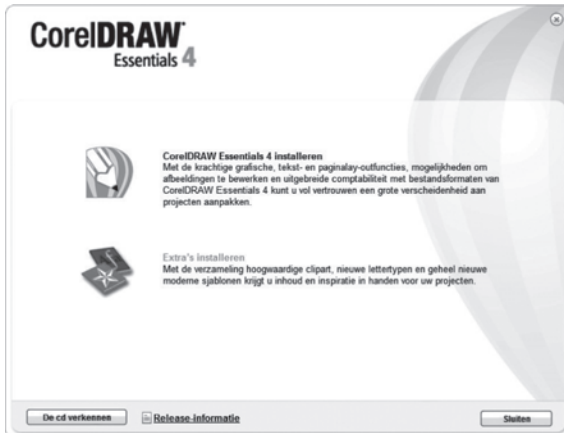 CorelDRAW
Essentials 4
CorelDRAW Essentials 4 installeren
Met de krachtige grafische, tekst- en paginalay-outfuncties, mogelijkheden om
afbeeldingen te bewerken en uitgebreide comptabiliteit met bestandsformaten van
CorelDRAW Essentials 4 kunt u vol vertrouwen een grote verscheidenheid aan
projecten aanpakken.
Extra's installeren
Met de verzameling hoogwaardige clipart, nieuwe lettertypen en geheel nieuwe
moderne sjablonen krijgt u inhoud en inspiratie in handen voor uw projecten.
De cd verkennen
Release-informatie
Sluiten